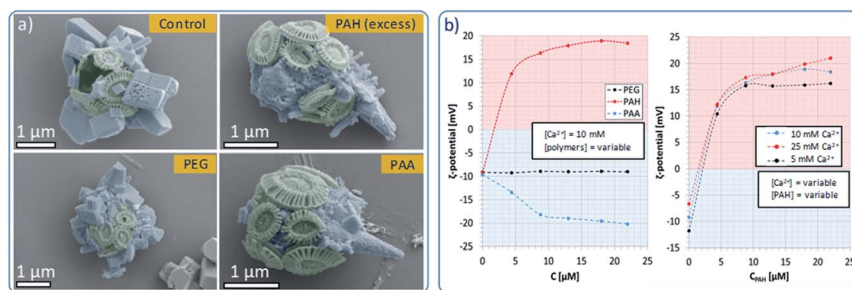 a)
Control
PAH (excess)
1 μm
1 μm
PEG
PAA
1 μm
1 μm
b)
20
15
10
5
0
-5
-10
-15
-20
-25
ζ-potential [mV]
PEG
PAH
PAA
[Ca²⁺] = 10 mM
[polymers] = variable
0 5 10 15 20 25
C [μM]
25
20
15
10
5
0
-5
-10
-15
ζ-potential [mV]
10 mM Ca²⁺
25 mM Ca²⁺
5 mM Ca²⁺
[Ca²⁺] = variable
[PAH] = variable
0 5 10 15 20 25
CPAH [μM]